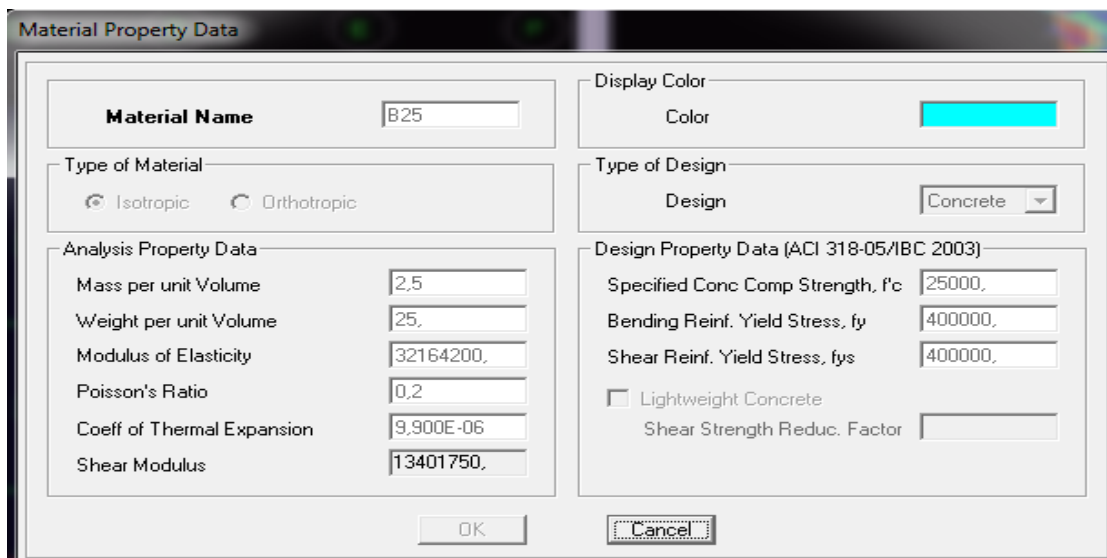 Material Property Data
Material Name B25
Display Color
Color
Type of Material
Isotropic Orthotropic
Type of Design
Design Concrete
Analysis Property Data
Mass per unit Volume 2,5
Weight per unit Volume 25,
Modulus of Elasticity 32164200,
Poisson's Ratio 0,2
Coeff of Thermal Expansion 9,900E-06
Shear Modulus 13401750,
Design Property Data (ACI 318-05/IBC 2003)
Specified Conc Comp Strength, f'c 25000,
Bending Reinf. Yield Stress, fy 400000,
Shear Reinf. Yield Stress, fys 400000,
Lightweight Concrete
Shear Strength Reduc. Factor
OK Cancel